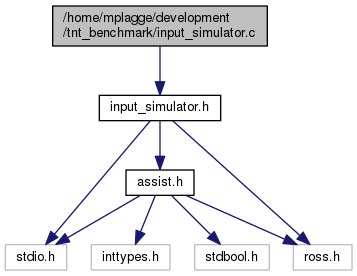 /home/mplagge/development
/tnt_benchmark/input_simulator.c
input_simulator.h
assist.h
stdio.h
inttypes.h
stdbool.h
ross.h